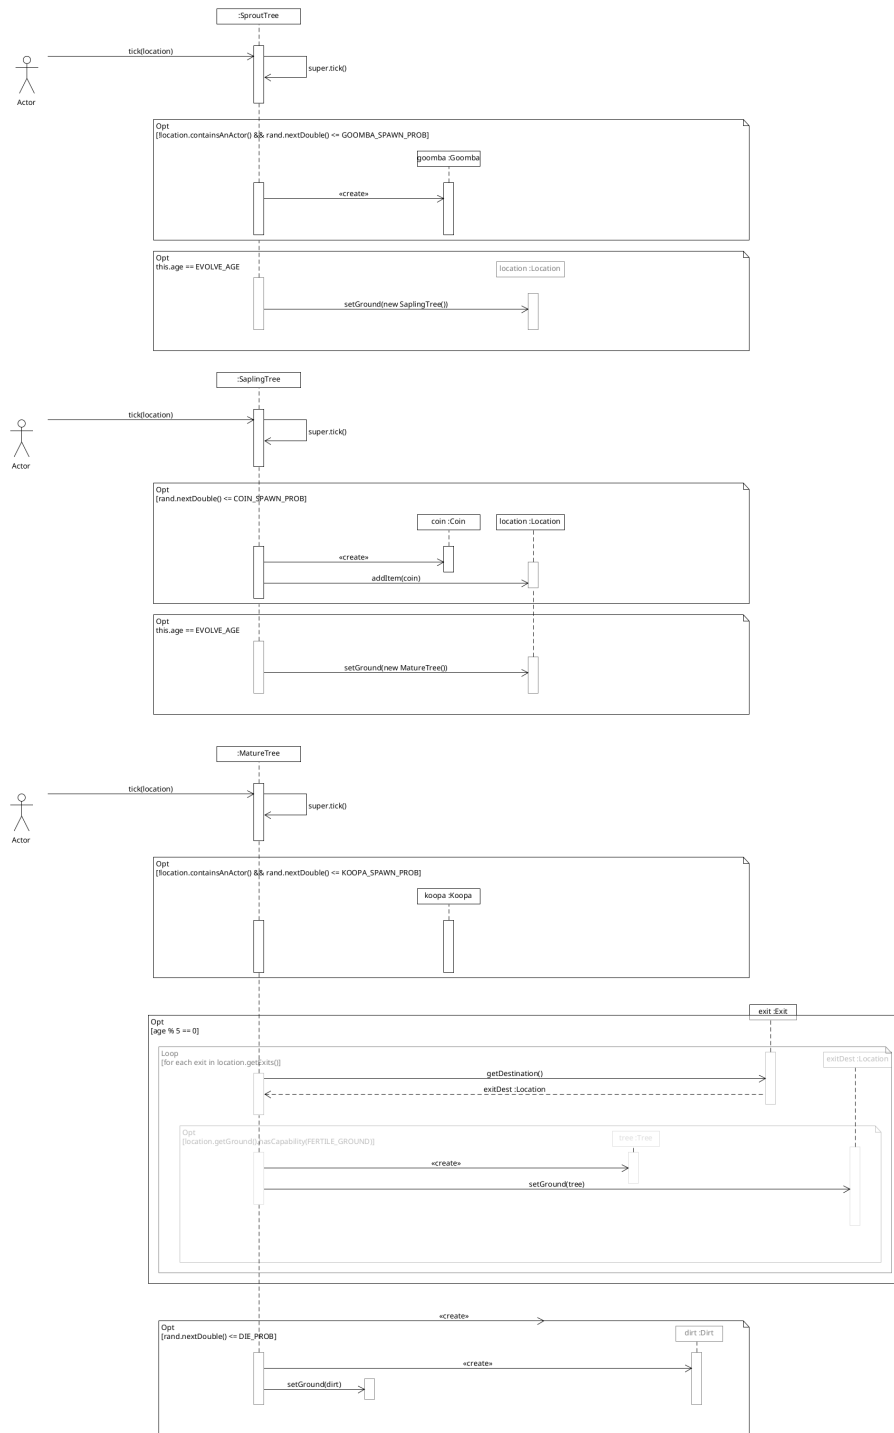 :SproutTree
tick(location)
super.tick()
Actor
Opt
[!location.containsAnActor() && rand.nextDouble() <= GOOMBA_SPAWN_PROB]
goomba :Goomba
«create»
Opt
this.age == EVOLVE_AGE
location :Location
setGround(new SaplingTree())
:SaplingTree
tick(location)
super.tick()
Actor
Opt
[rand.nextDouble() <= COIN_SPAWN_PROB]
coin :Coin
location :Location
«create»
addItem(coin)
Opt
this.age == EVOLVE_AGE
setGround(new MatureTree())
:MatureTree
tick(location)
super.tick()
Actor
Opt
[!location.containsAnActor() && rand.nextDouble() <= KOOPA_SPAWN_PROB]
koopa :Koopa
exit :Exit
Opt
[age % 5 == 0]
Loop
[for each exit in location.getExits()]
exitDest :Location
getDestination()
exitDest :Location
Opt
[location.getGround().hasCapability(FERTILE_GROUND)]
tree :Tree
«create»
setGround(tree)
«create»
Opt
[rand.nextDouble() <= DIE_PROB]
dirt :Dirt
«create»
setGround(dirt)